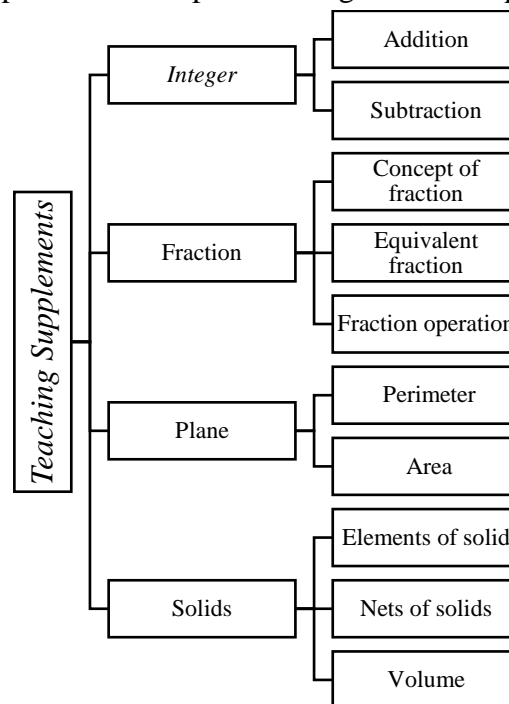 Teaching Supplements
Integer
Addition
Subtraction
Fraction
Concept of
fraction
Equivalent
fraction
Fraction operation
Plane
Perimeter
Area
Solids
Elements of solid
Nets of solids
Volume